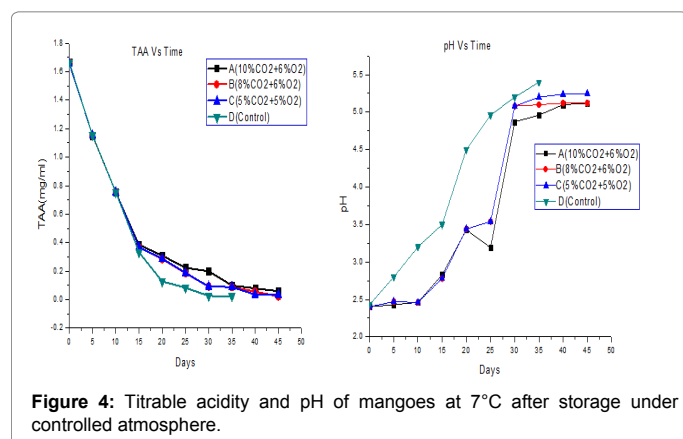 TAA Vs Time
A(10%CO2+6%O2)
B(8%CO2+6%O2)
C(5%CO2+5%O2)
D(Control)
1.8
1.6
1.4
1.2
1.0
0.8
0.6
0.4
0.2
0.0
-0.2
TAA(mg/ml)
0 5 10 15 20 25 30 35 40 45 50
Days
pH Vs Time
A(10%CO2+6%O2)
B(8%CO2+6%O2)
C(5%CO2+5%O2)
D(Control)
5.5
5.0
4.5
4.0
3.5
3.0
2.5
2.0
pH
0 5 10 15 20 25 30 35 40 45 50
Days
Figure 4: Titrable acidity and pH of mangoes at 7°C after storage under
controlled atmosphere.